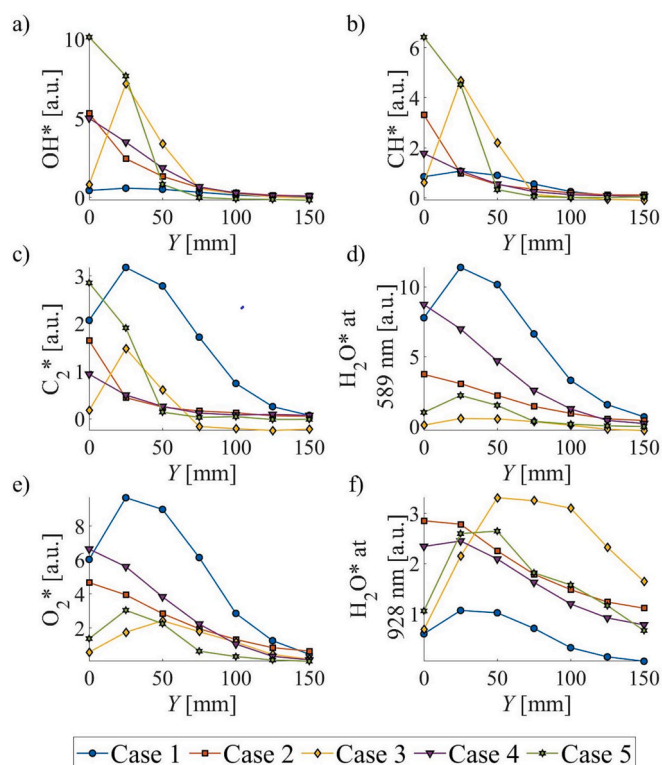 a)
OH* [a.u.]
10
5
0
0 50 100 150
Y [mm]
b)
CH* [a.u.]
6
4
2
0
0 50 100 150
Y [mm]
c)
C2* [a.u.]
3
2
1
0
0 50 100 150
Y [mm]
d)
H2O* at
589 nm [a.u.]
10
5
0
0 50 100 150
Y [mm]
e)
O2* [a.u.]
8
6
4
2
0 50 100 150
Y [mm]
f)
H2O* at
928 nm [a.u.]
3
2
1
0 50 100 150
Y [mm]
Case 1 Case 2 Case 3 Case 4 Case 5